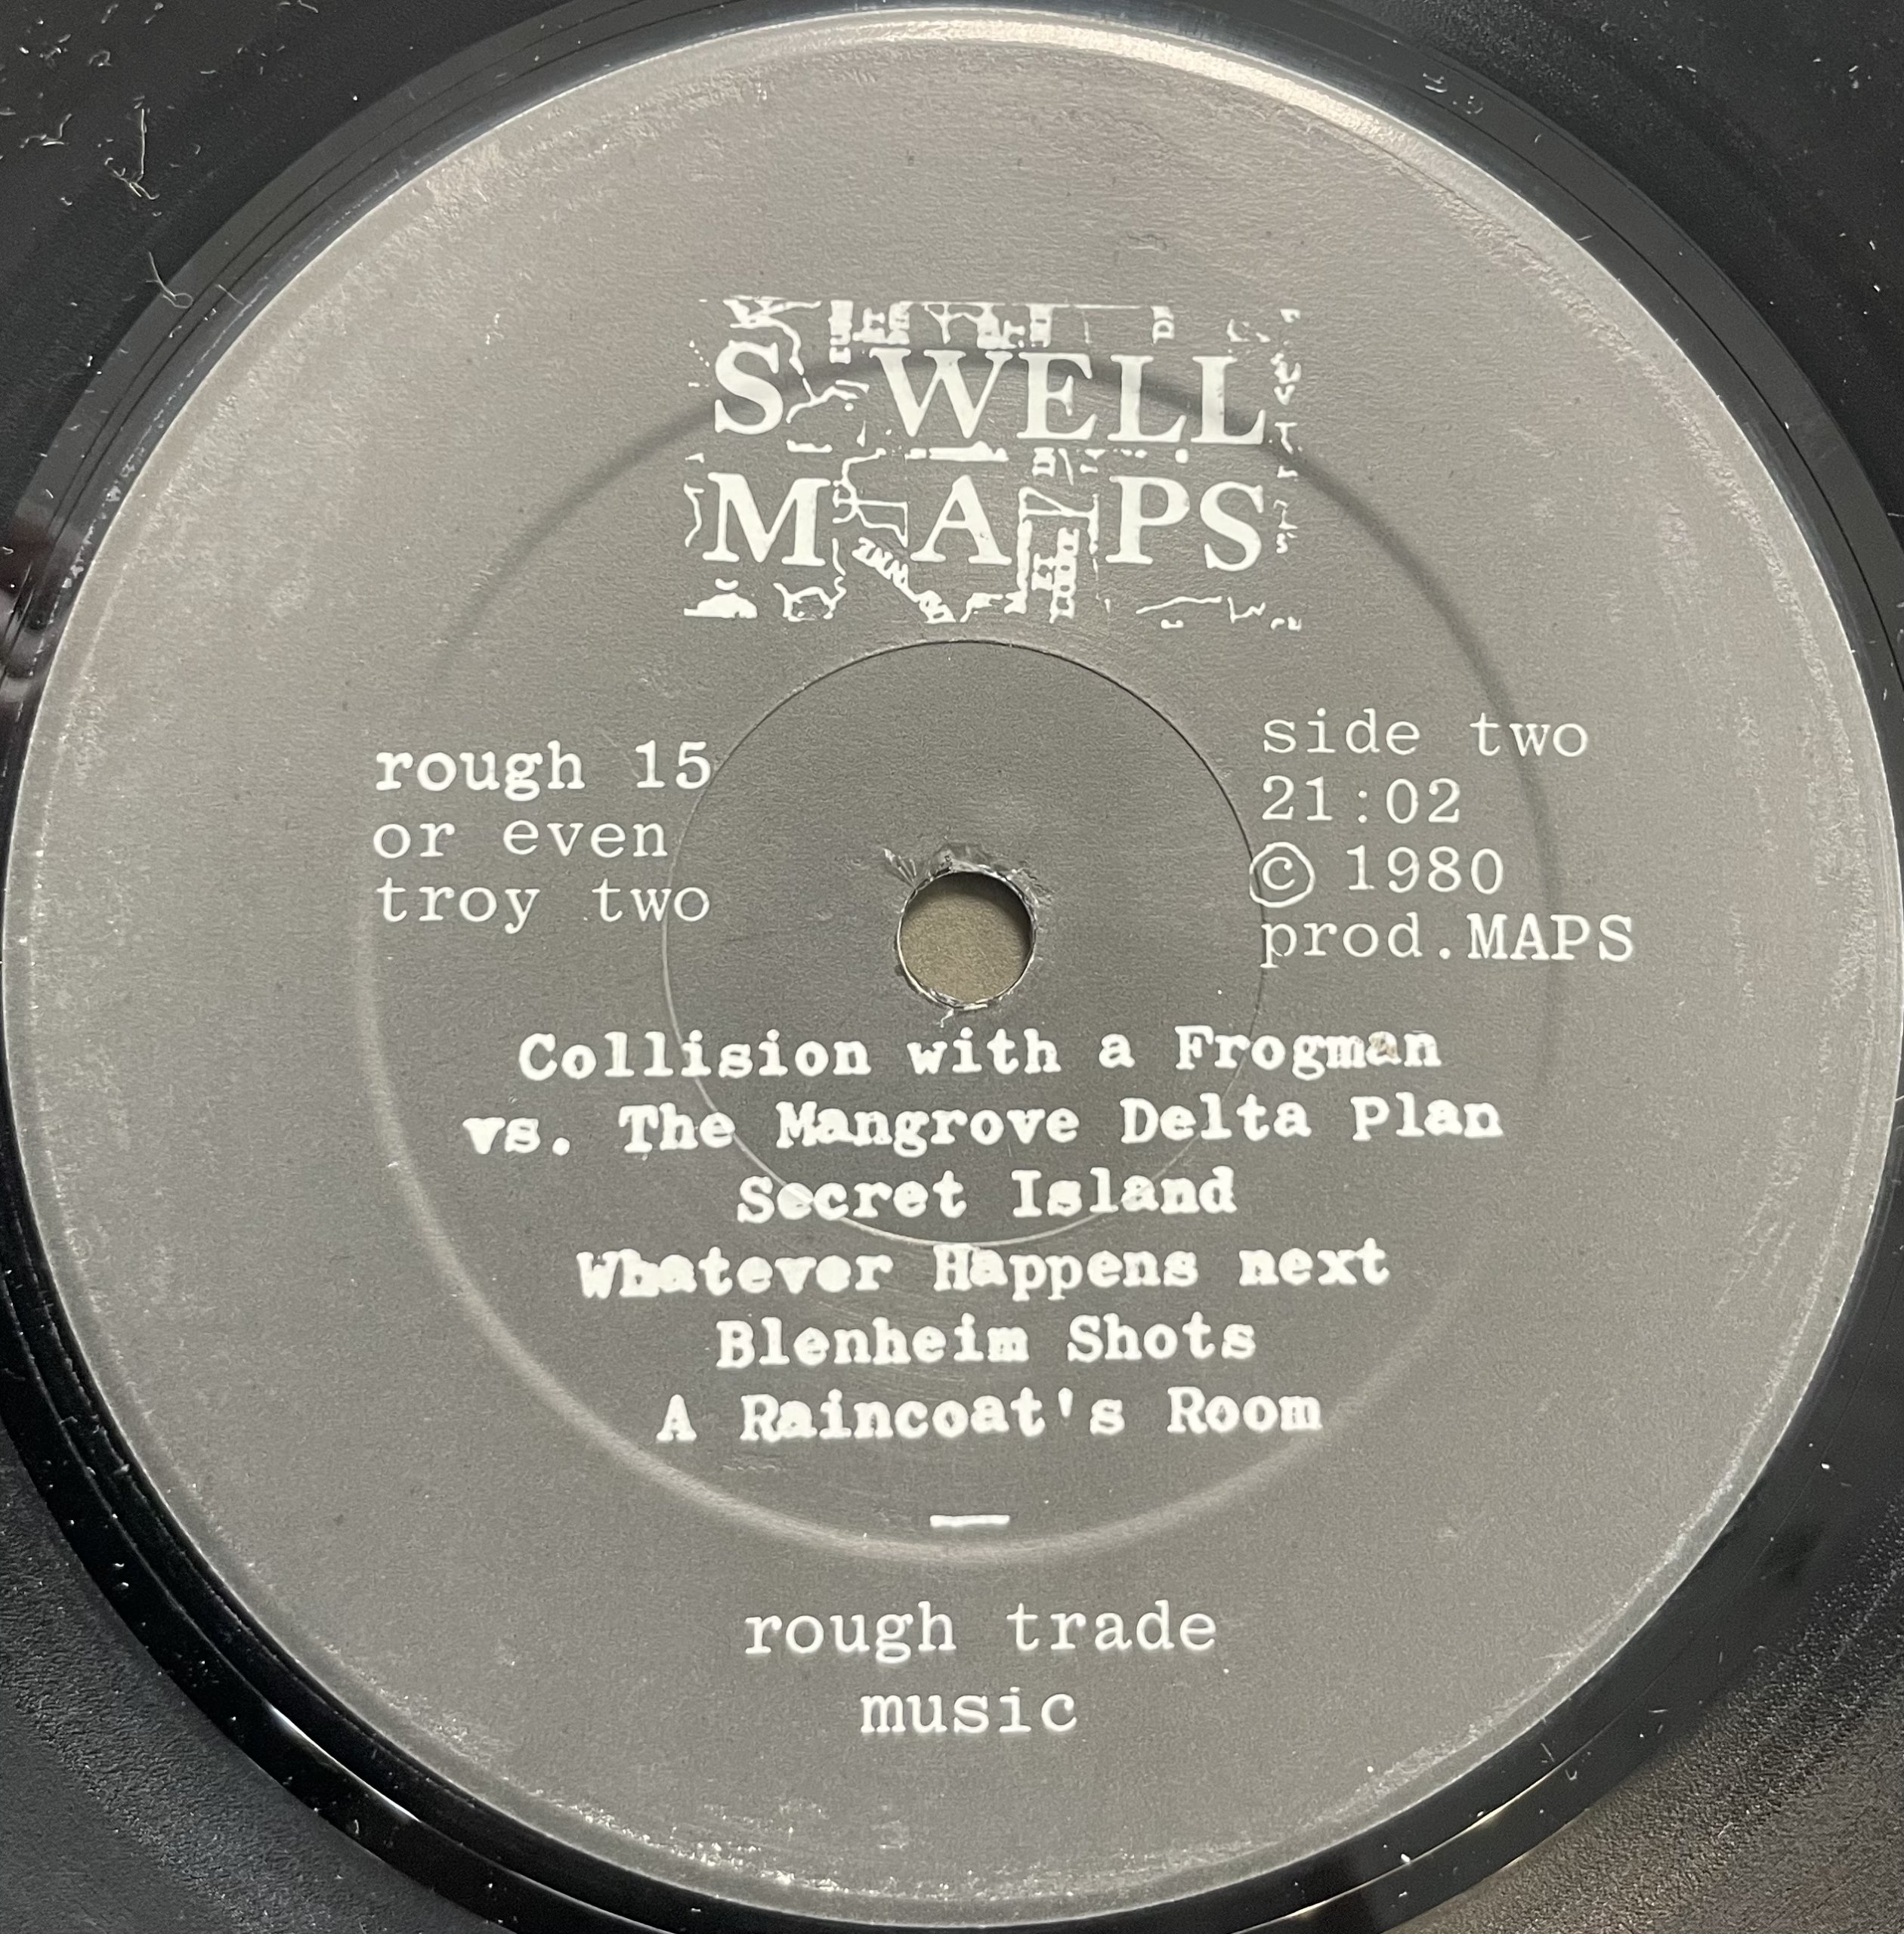 S WELL
M A PS
rough 15
or even
troy two
side two
21:02
© 1980
prod.MAPS
Collision with a Frogman
vs. The Mangrove Delta Plan
Secret Island
Whatever Happens next
Blenheim Shots
A Raincoat's Room
rough trade
music